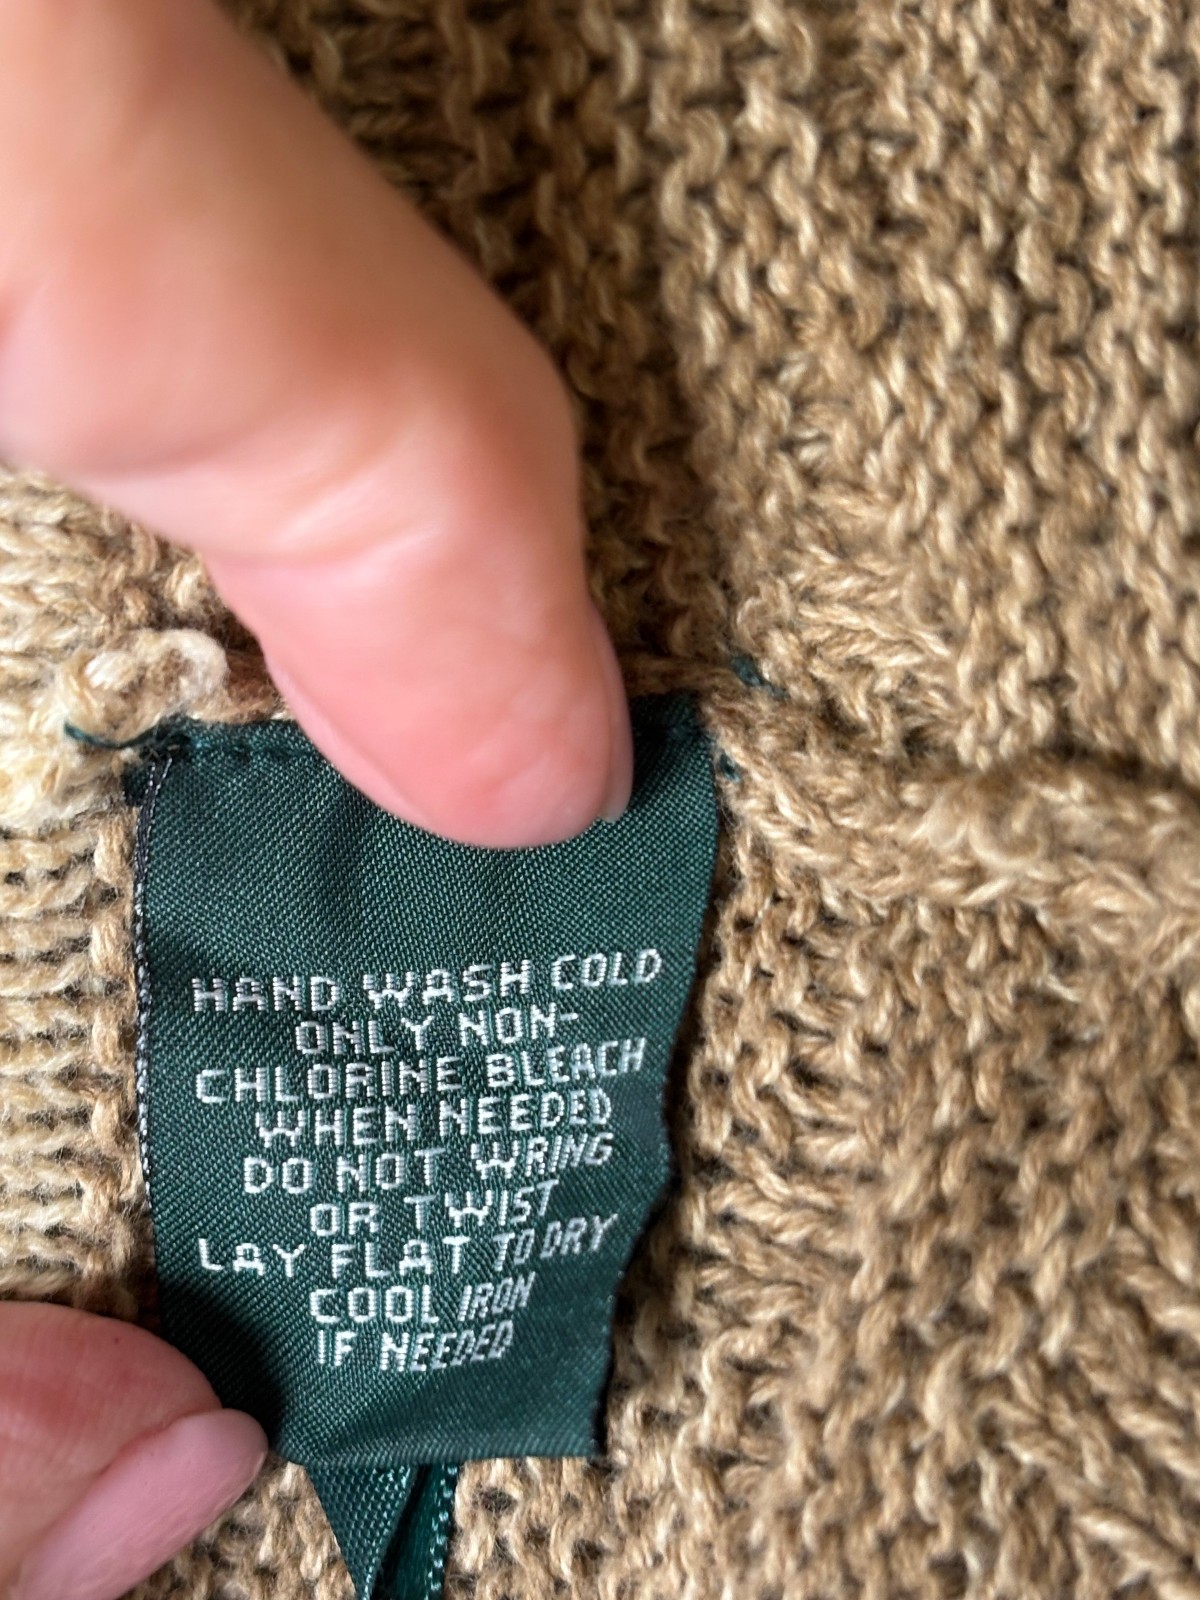 HAND WASH COLD
ONLY NON-
CHLORINE BLEACH
WHEN NEEDED
DO NOT WRING
OR TWIST
LAY FLAT TO DRY
COOL IRON
IF NEEDED